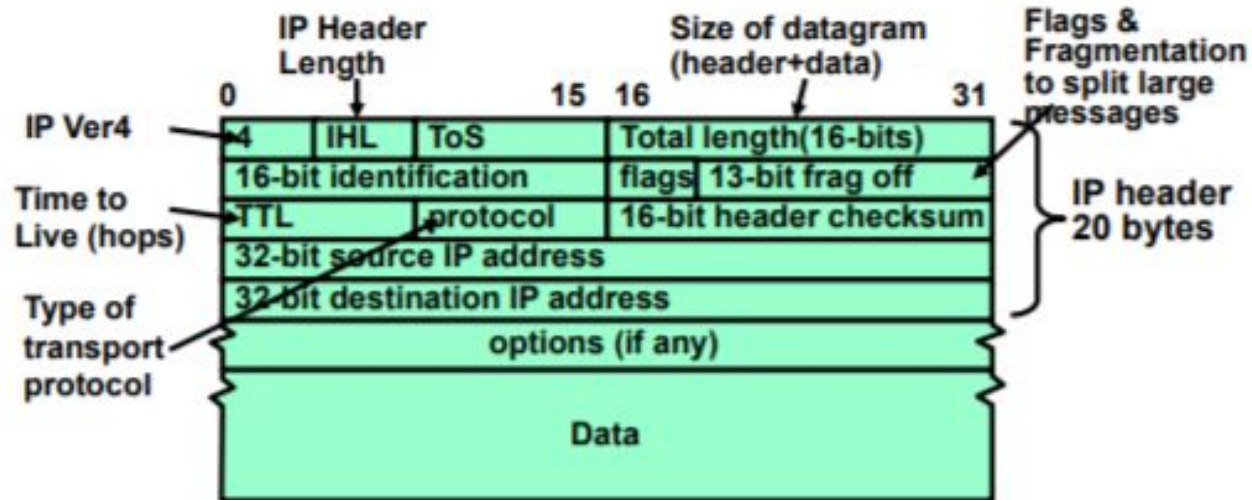 IP Header
Length
Size of datagram
(header+data)
Flags &
Fragmentation
to split large
messages
0 15 16 31
IP Ver4
4 IHL ToS Total length(16-bits)
16-bit identification flags 13-bit frag off
Time to
Live (hops)
TTL protocol 16-bit header checksum
IP header
20 bytes
32-bit source IP address
32-bit destination IP address
Type of
transport
protocol
options (if any)
Data